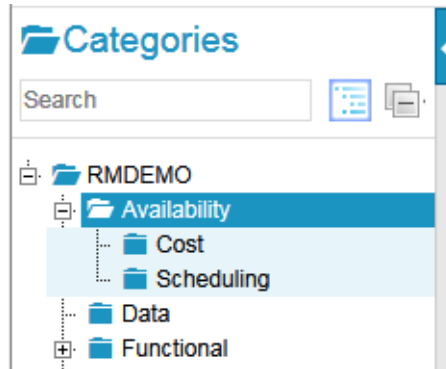 Categories
Search
RMDEMO
Availability
Cost
Scheduling
Data
Functional